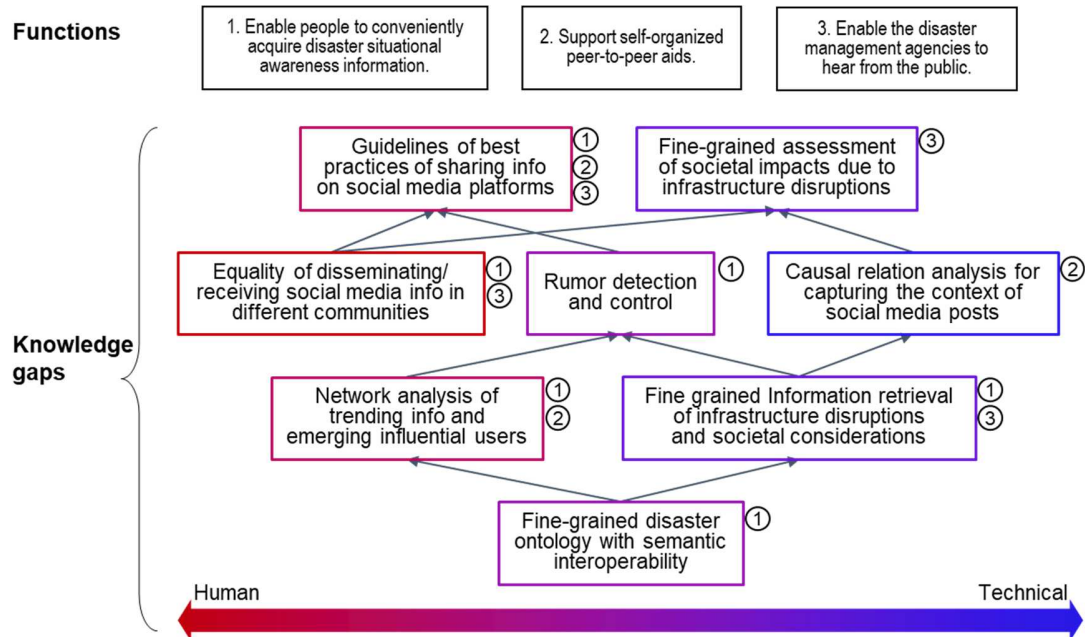 Functions
1. Enable people to conveniently
acquire disaster situational
awareness information.
2. Support self-organized
peer-to-peer aids.
3. Enable the disaster
management agencies to
hear from the public.
Knowledge
gaps
Guidelines of best
practices of sharing info
on social media platforms
①
②
③
Fine-grained assessment
of societal impacts due to
infrastructure disruptions
③
Equality of disseminating/
receiving social media info in
different communities
①
③
Rumor detection
and control
①
Causal relation analysis for
capturing the context of
social media posts
②
Network analysis of
trending info and
emerging influential users
①
②
Fine grained Information retrieval
of infrastructure disruptions
and societal considerations
①
③
Fine-grained disaster
ontology with semantic
interoperability
①
Human
Technical